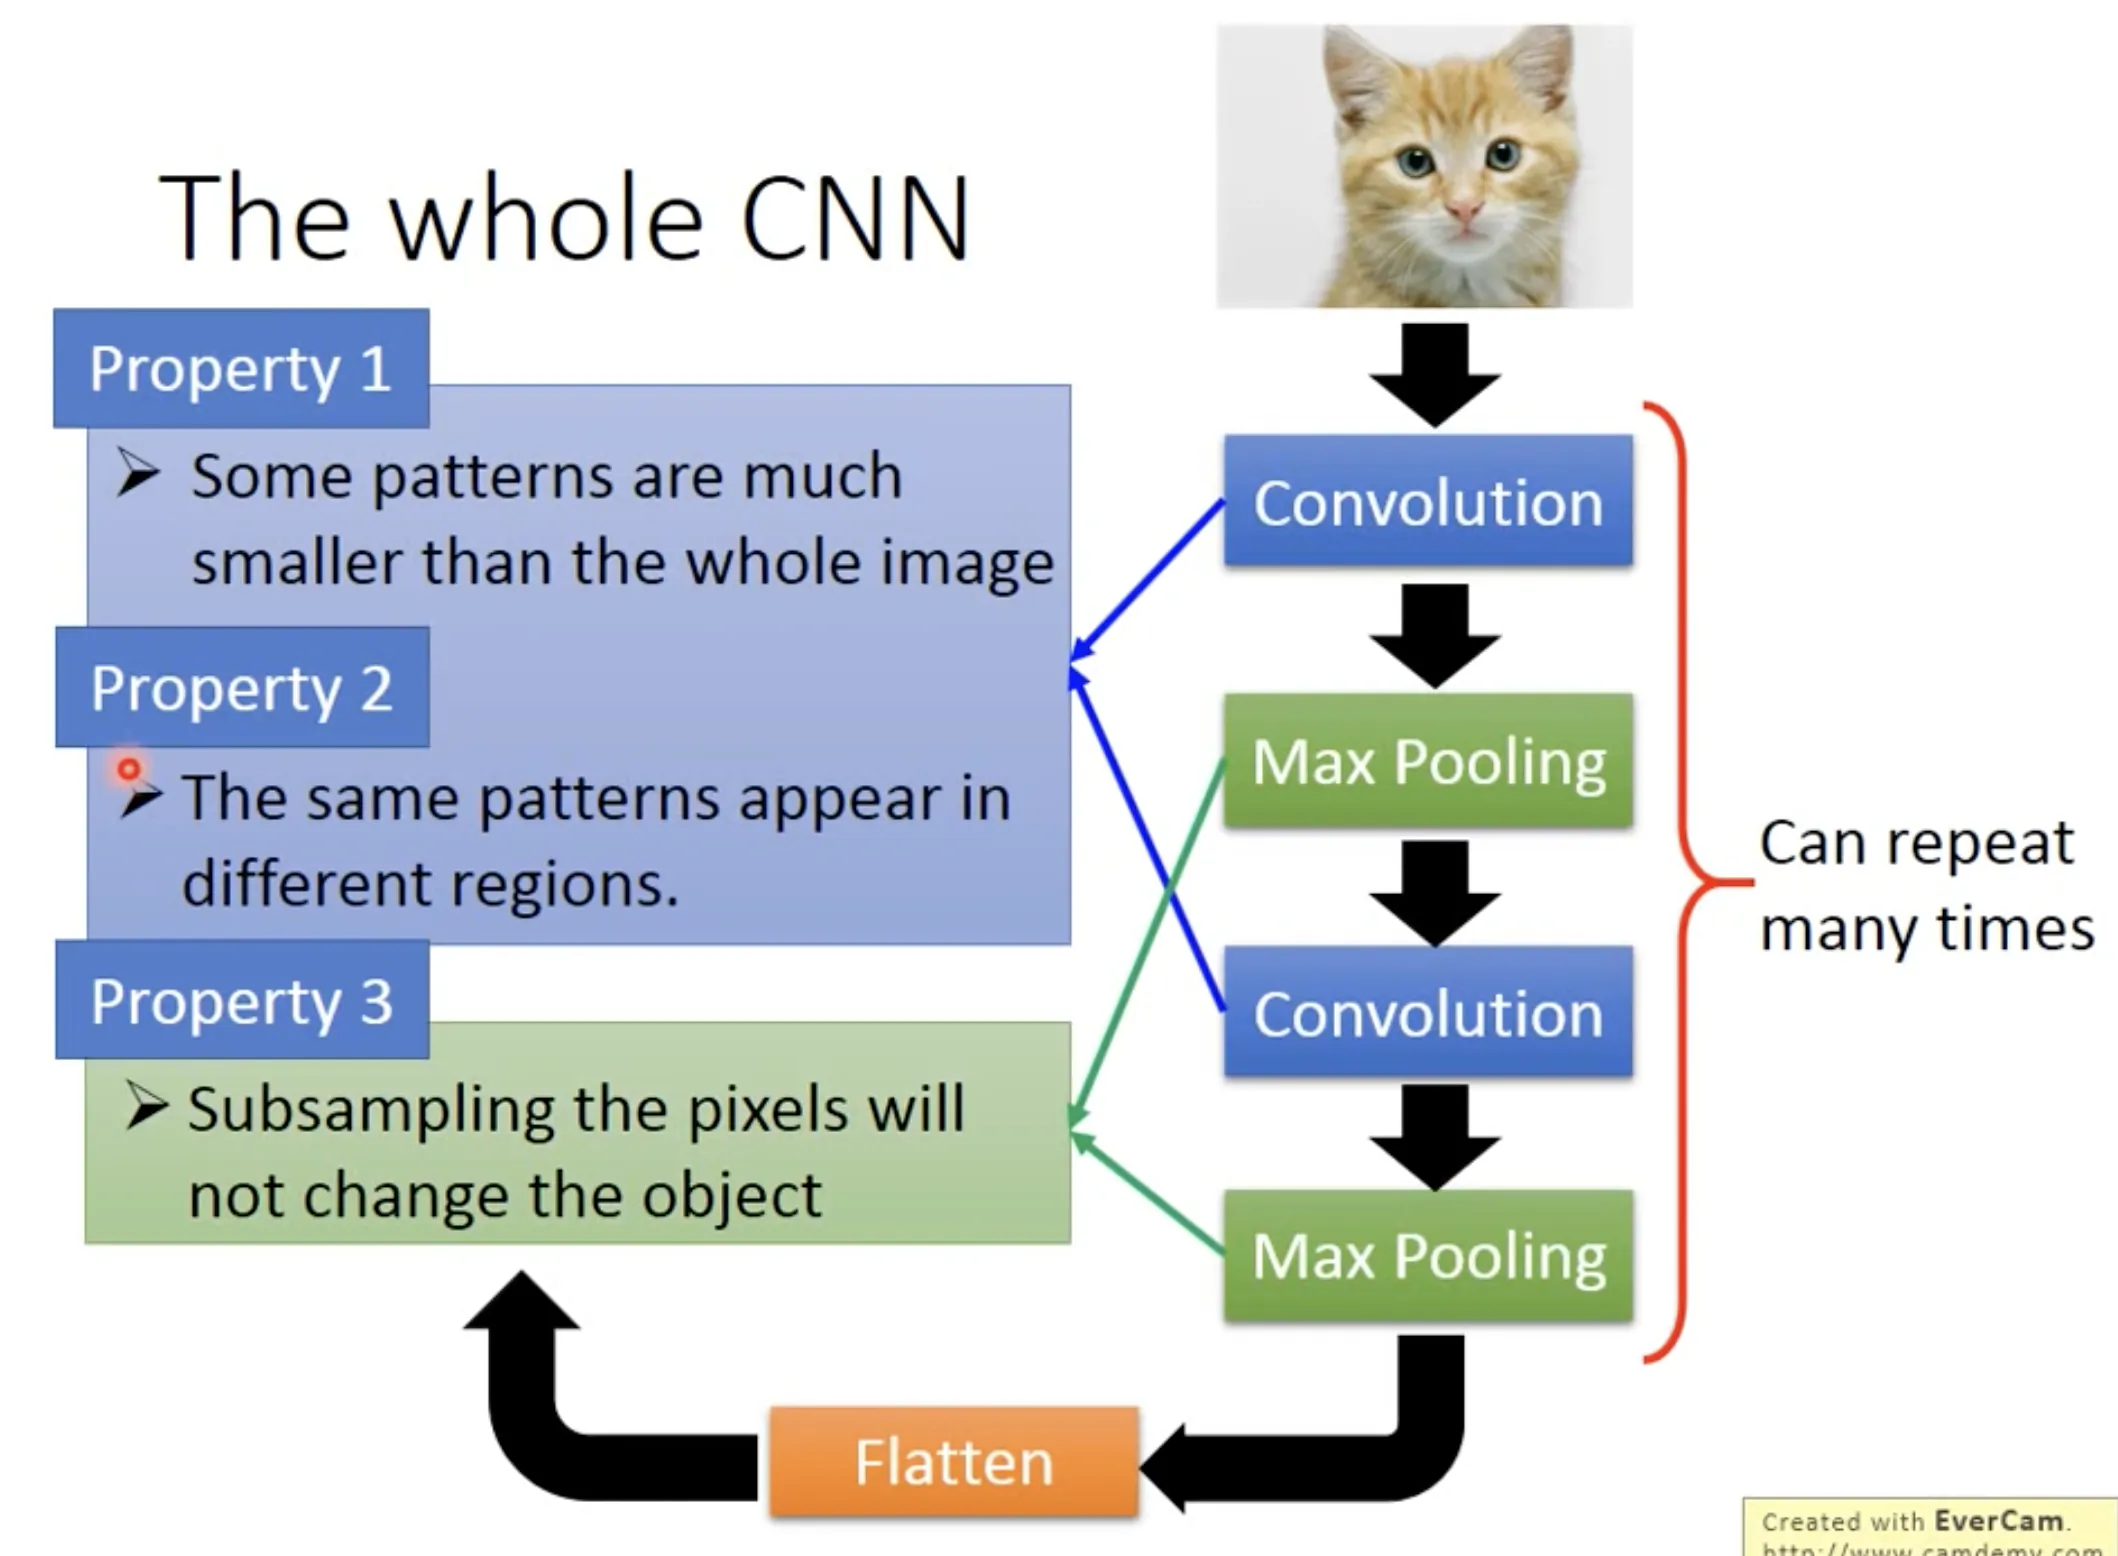 The whole CNN
Property 1
Some patterns are much
smaller than the whole image
Property 2
The same patterns appear in
different regions.
Property 3
Subsampling the pixels will
not change the object
Convolution
Max Pooling
Convolution
Max Pooling
Can repeat
many times
Flatten
Created with EverCam.
http://www.camdemy.com